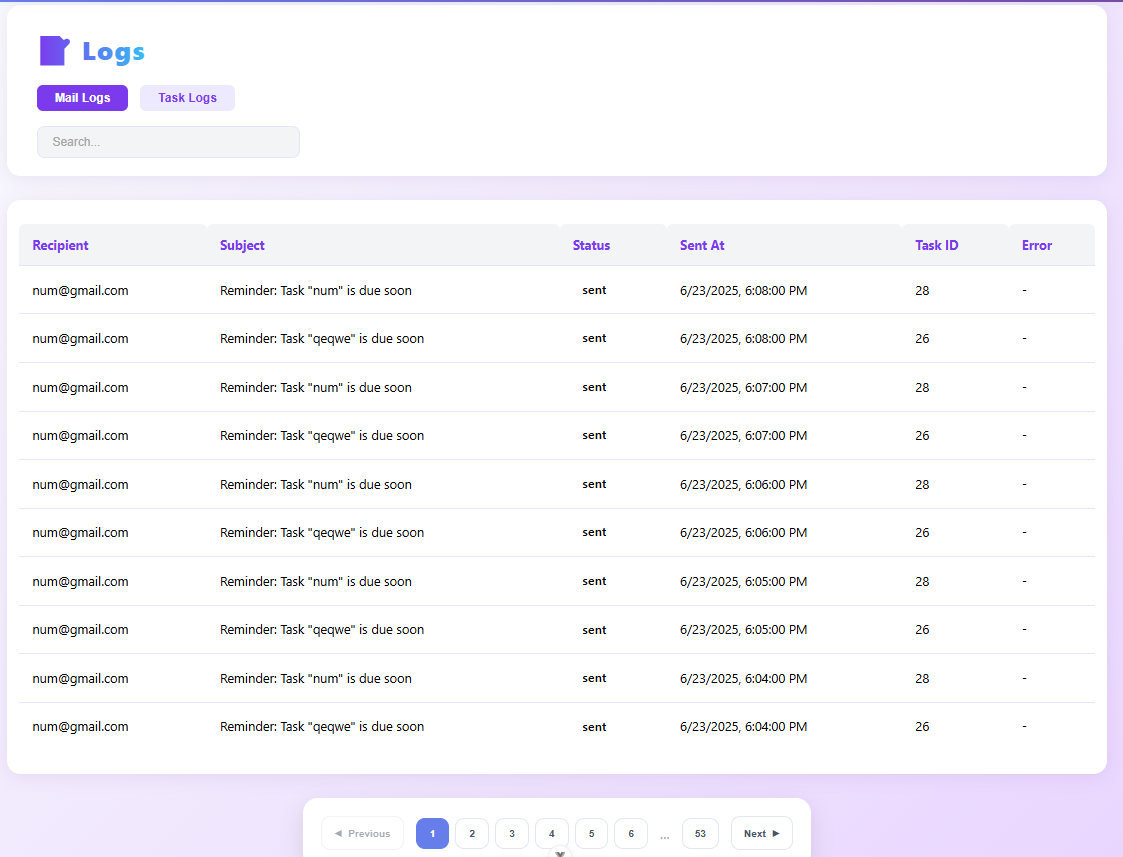 Logs
Mail Logs Task Logs
Search...
Recipient Subject Status Sent At Task ID Error
num@gmail.com Reminder: Task "num" is due soon sent 6/23/2025, 6:08:00 PM 28 -
num@gmail.com Reminder: Task "qeqwe" is due soon sent 6/23/2025, 6:08:00 PM 26 -
num@gmail.com Reminder: Task "num" is due soon sent 6/23/2025, 6:07:00 PM 28 -
num@gmail.com Reminder: Task "qeqwe" is due soon sent 6/23/2025, 6:07:00 PM 26 -
num@gmail.com Reminder: Task "num" is due soon sent 6/23/2025, 6:06:00 PM 28 -
num@gmail.com Reminder: Task "qeqwe" is due soon sent 6/23/2025, 6:06:00 PM 26 -
num@gmail.com Reminder: Task "num" is due soon sent 6/23/2025, 6:05:00 PM 28 -
num@gmail.com Reminder: Task "qeqwe" is due soon sent 6/23/2025, 6:05:00 PM 26 -
num@gmail.com Reminder: Task "num" is due soon sent 6/23/2025, 6:04:00 PM 28 -
num@gmail.com Reminder: Task "qeqwe" is due soon sent 6/23/2025, 6:04:00 PM 26 -
◄ Previous 1 2 3 4 5 6 ... 53 Next ►